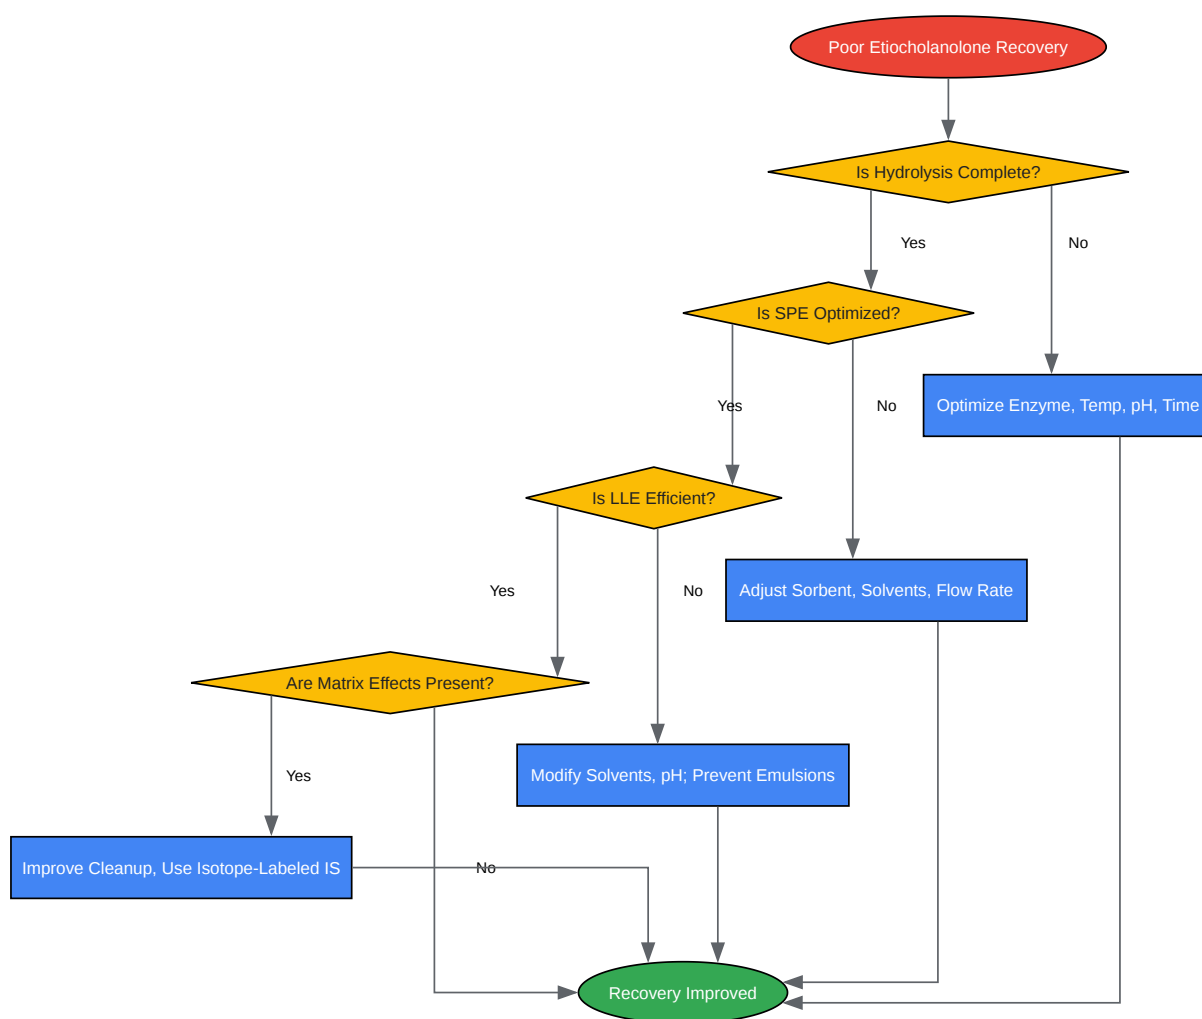 Poor Etiocholanolone Recovery
Is Hydrolysis Complete?
Yes
No
Is SPE Optimized?
Yes
No
Optimize Enzyme, Temp, pH, Time
Is LLE Efficient?
Yes
No
Adjust Sorbent, Solvents, Flow Rate
Are Matrix Effects Present?
Yes
Modify Solvents, pH; Prevent Emulsions
Improve Cleanup, Use Isotope-Labeled IS
No
Recovery Improved